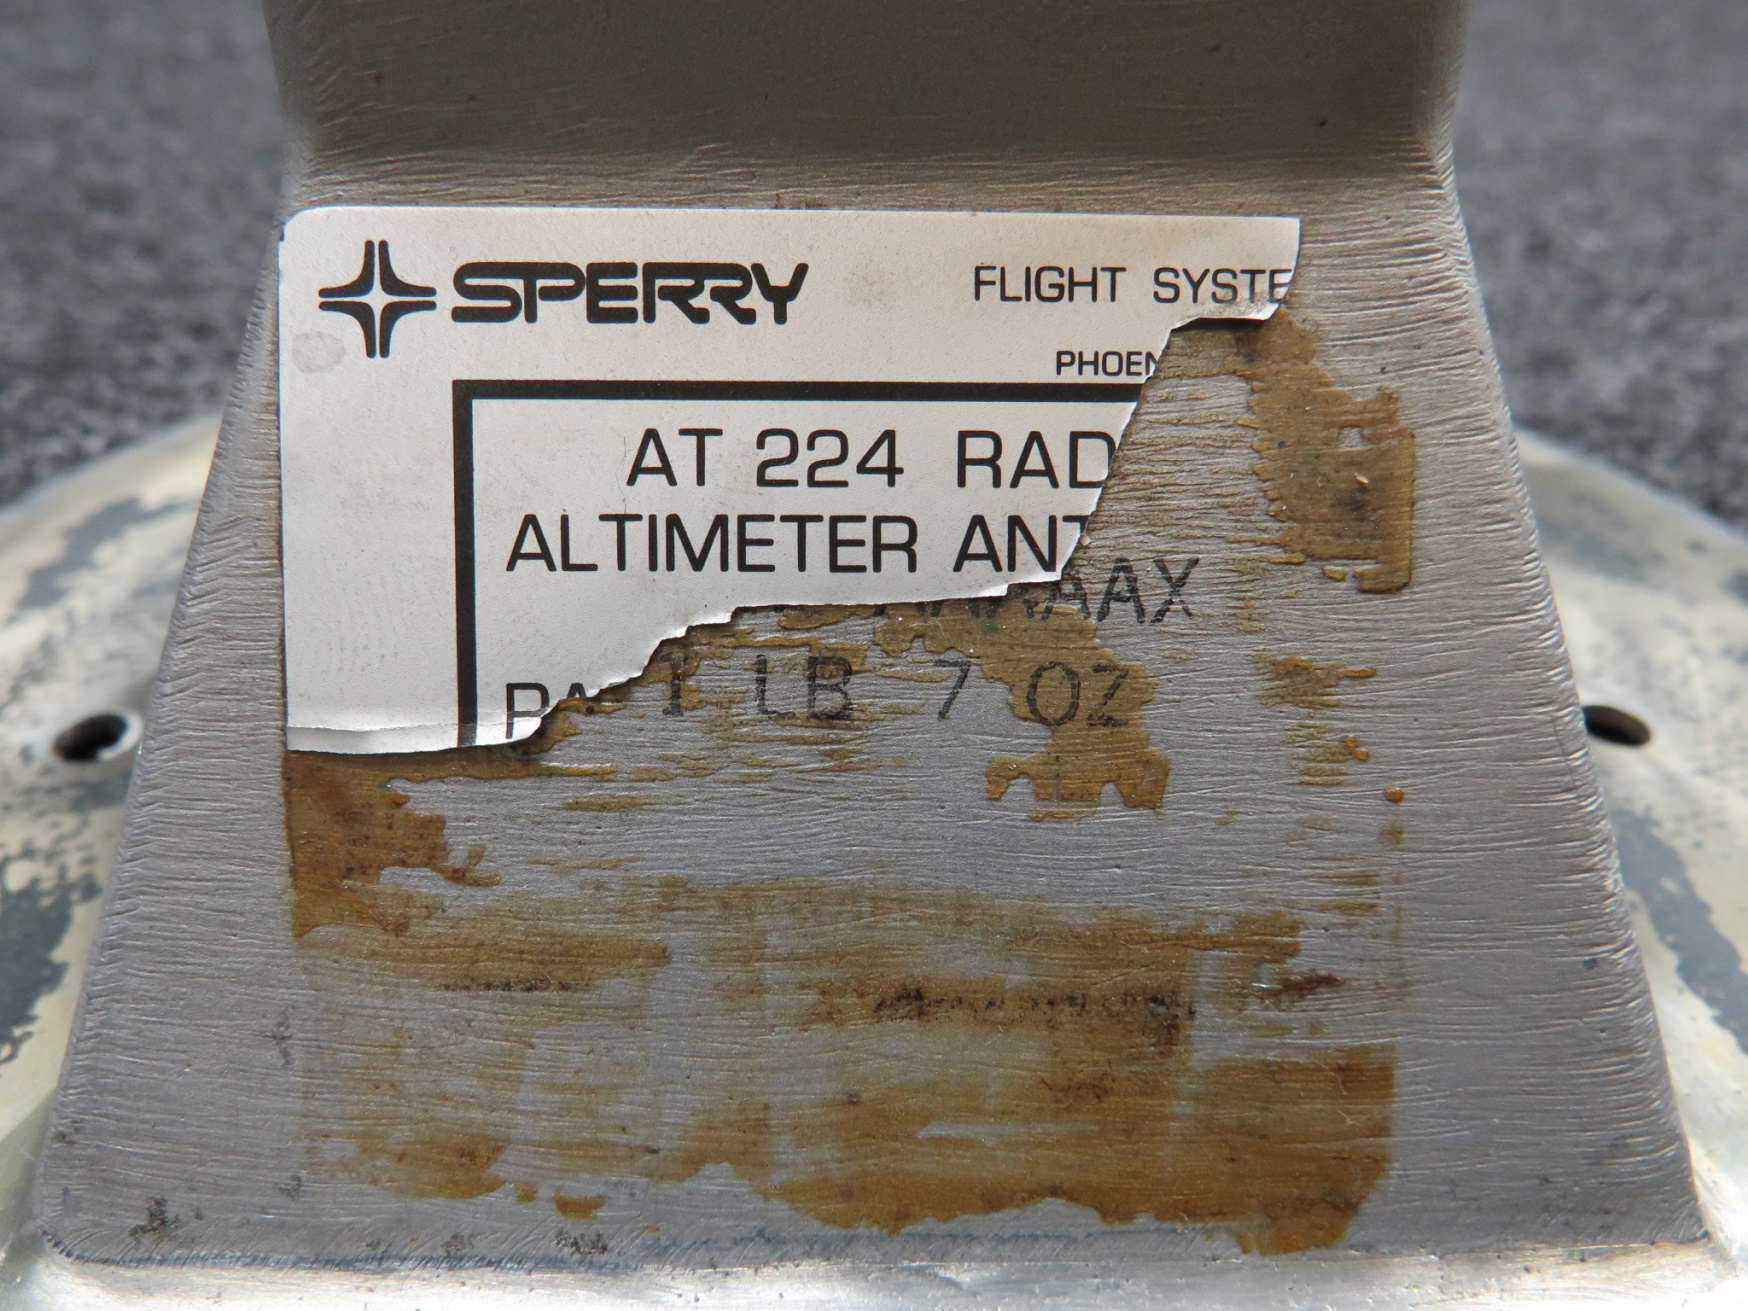 SPERRY FLIGHT SYSTE
PHOEN
AT 224 RAD
ALTIMETER ANT
AAX
1 LB 7 OZ